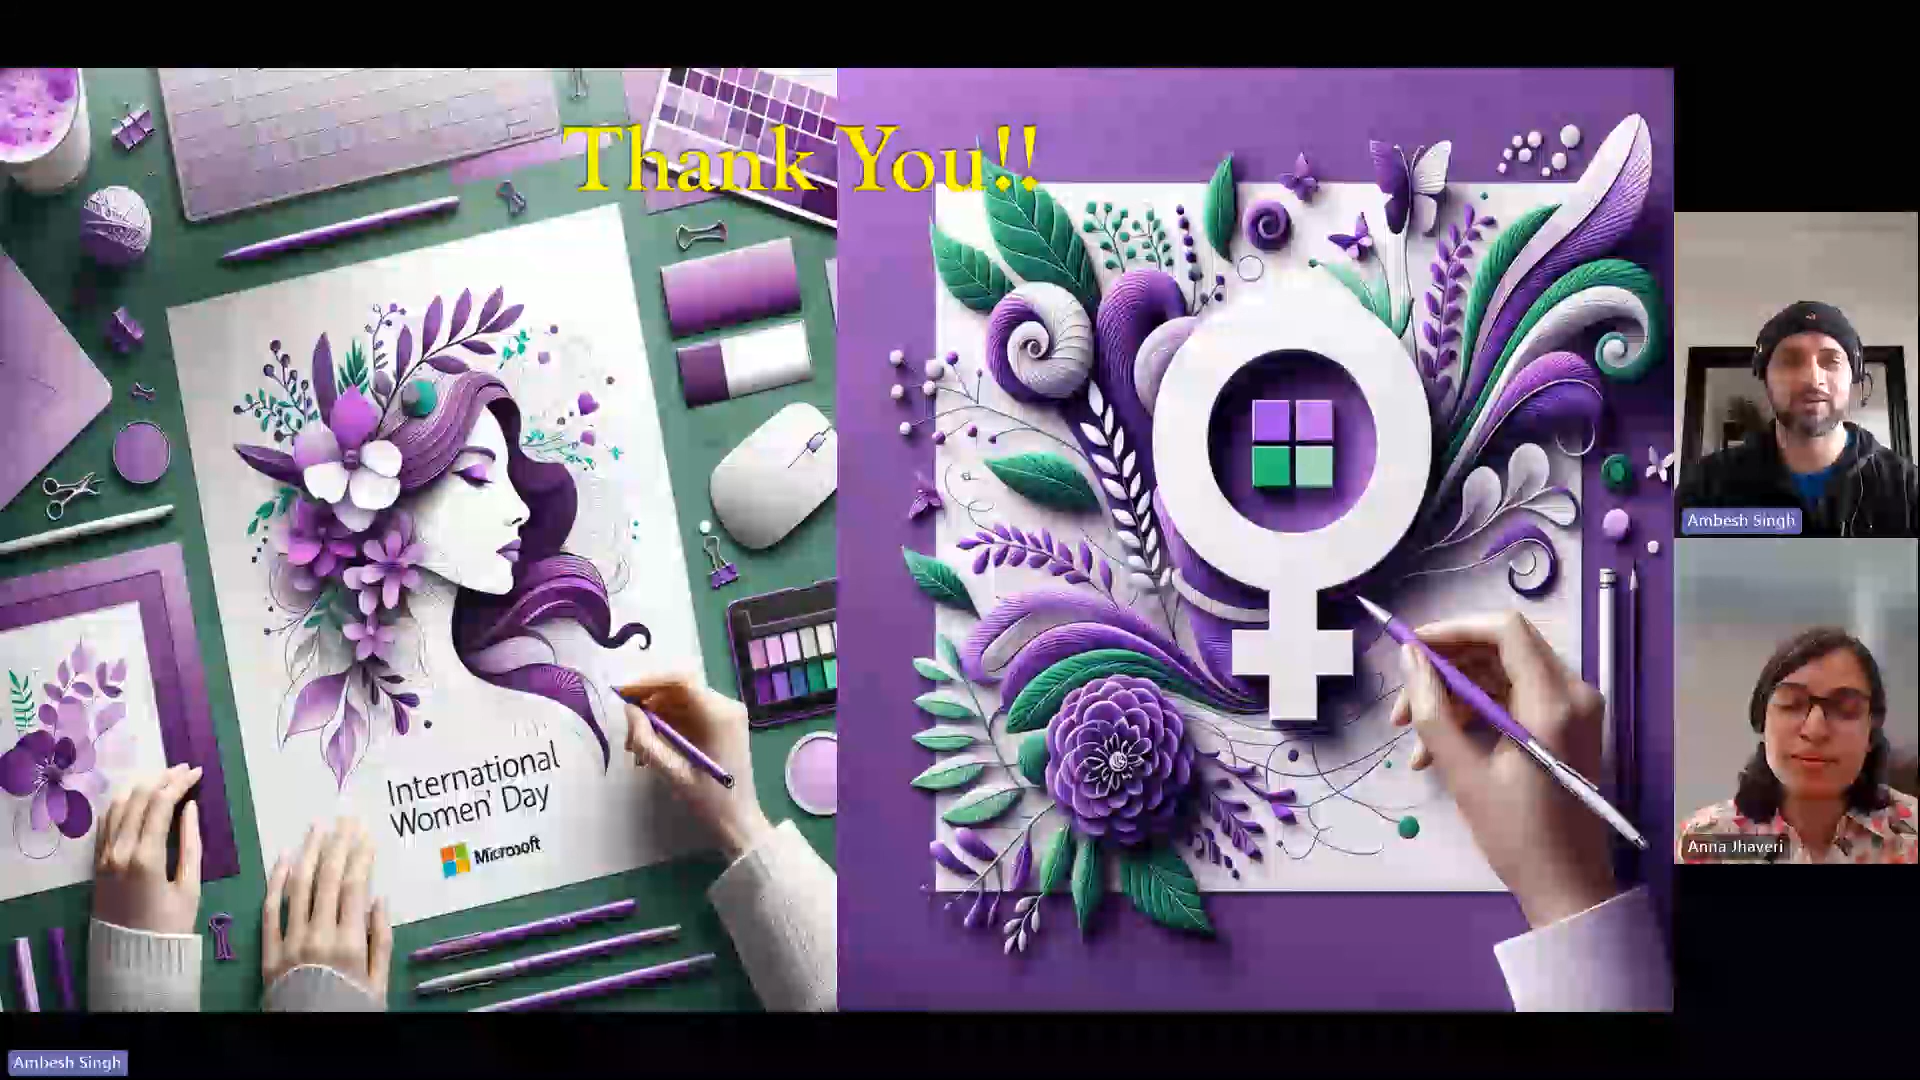 Thank You!!
International
Women' Day
Microsoft
Ambesh Singh
Anna Jhaveri
Ambesh Singh